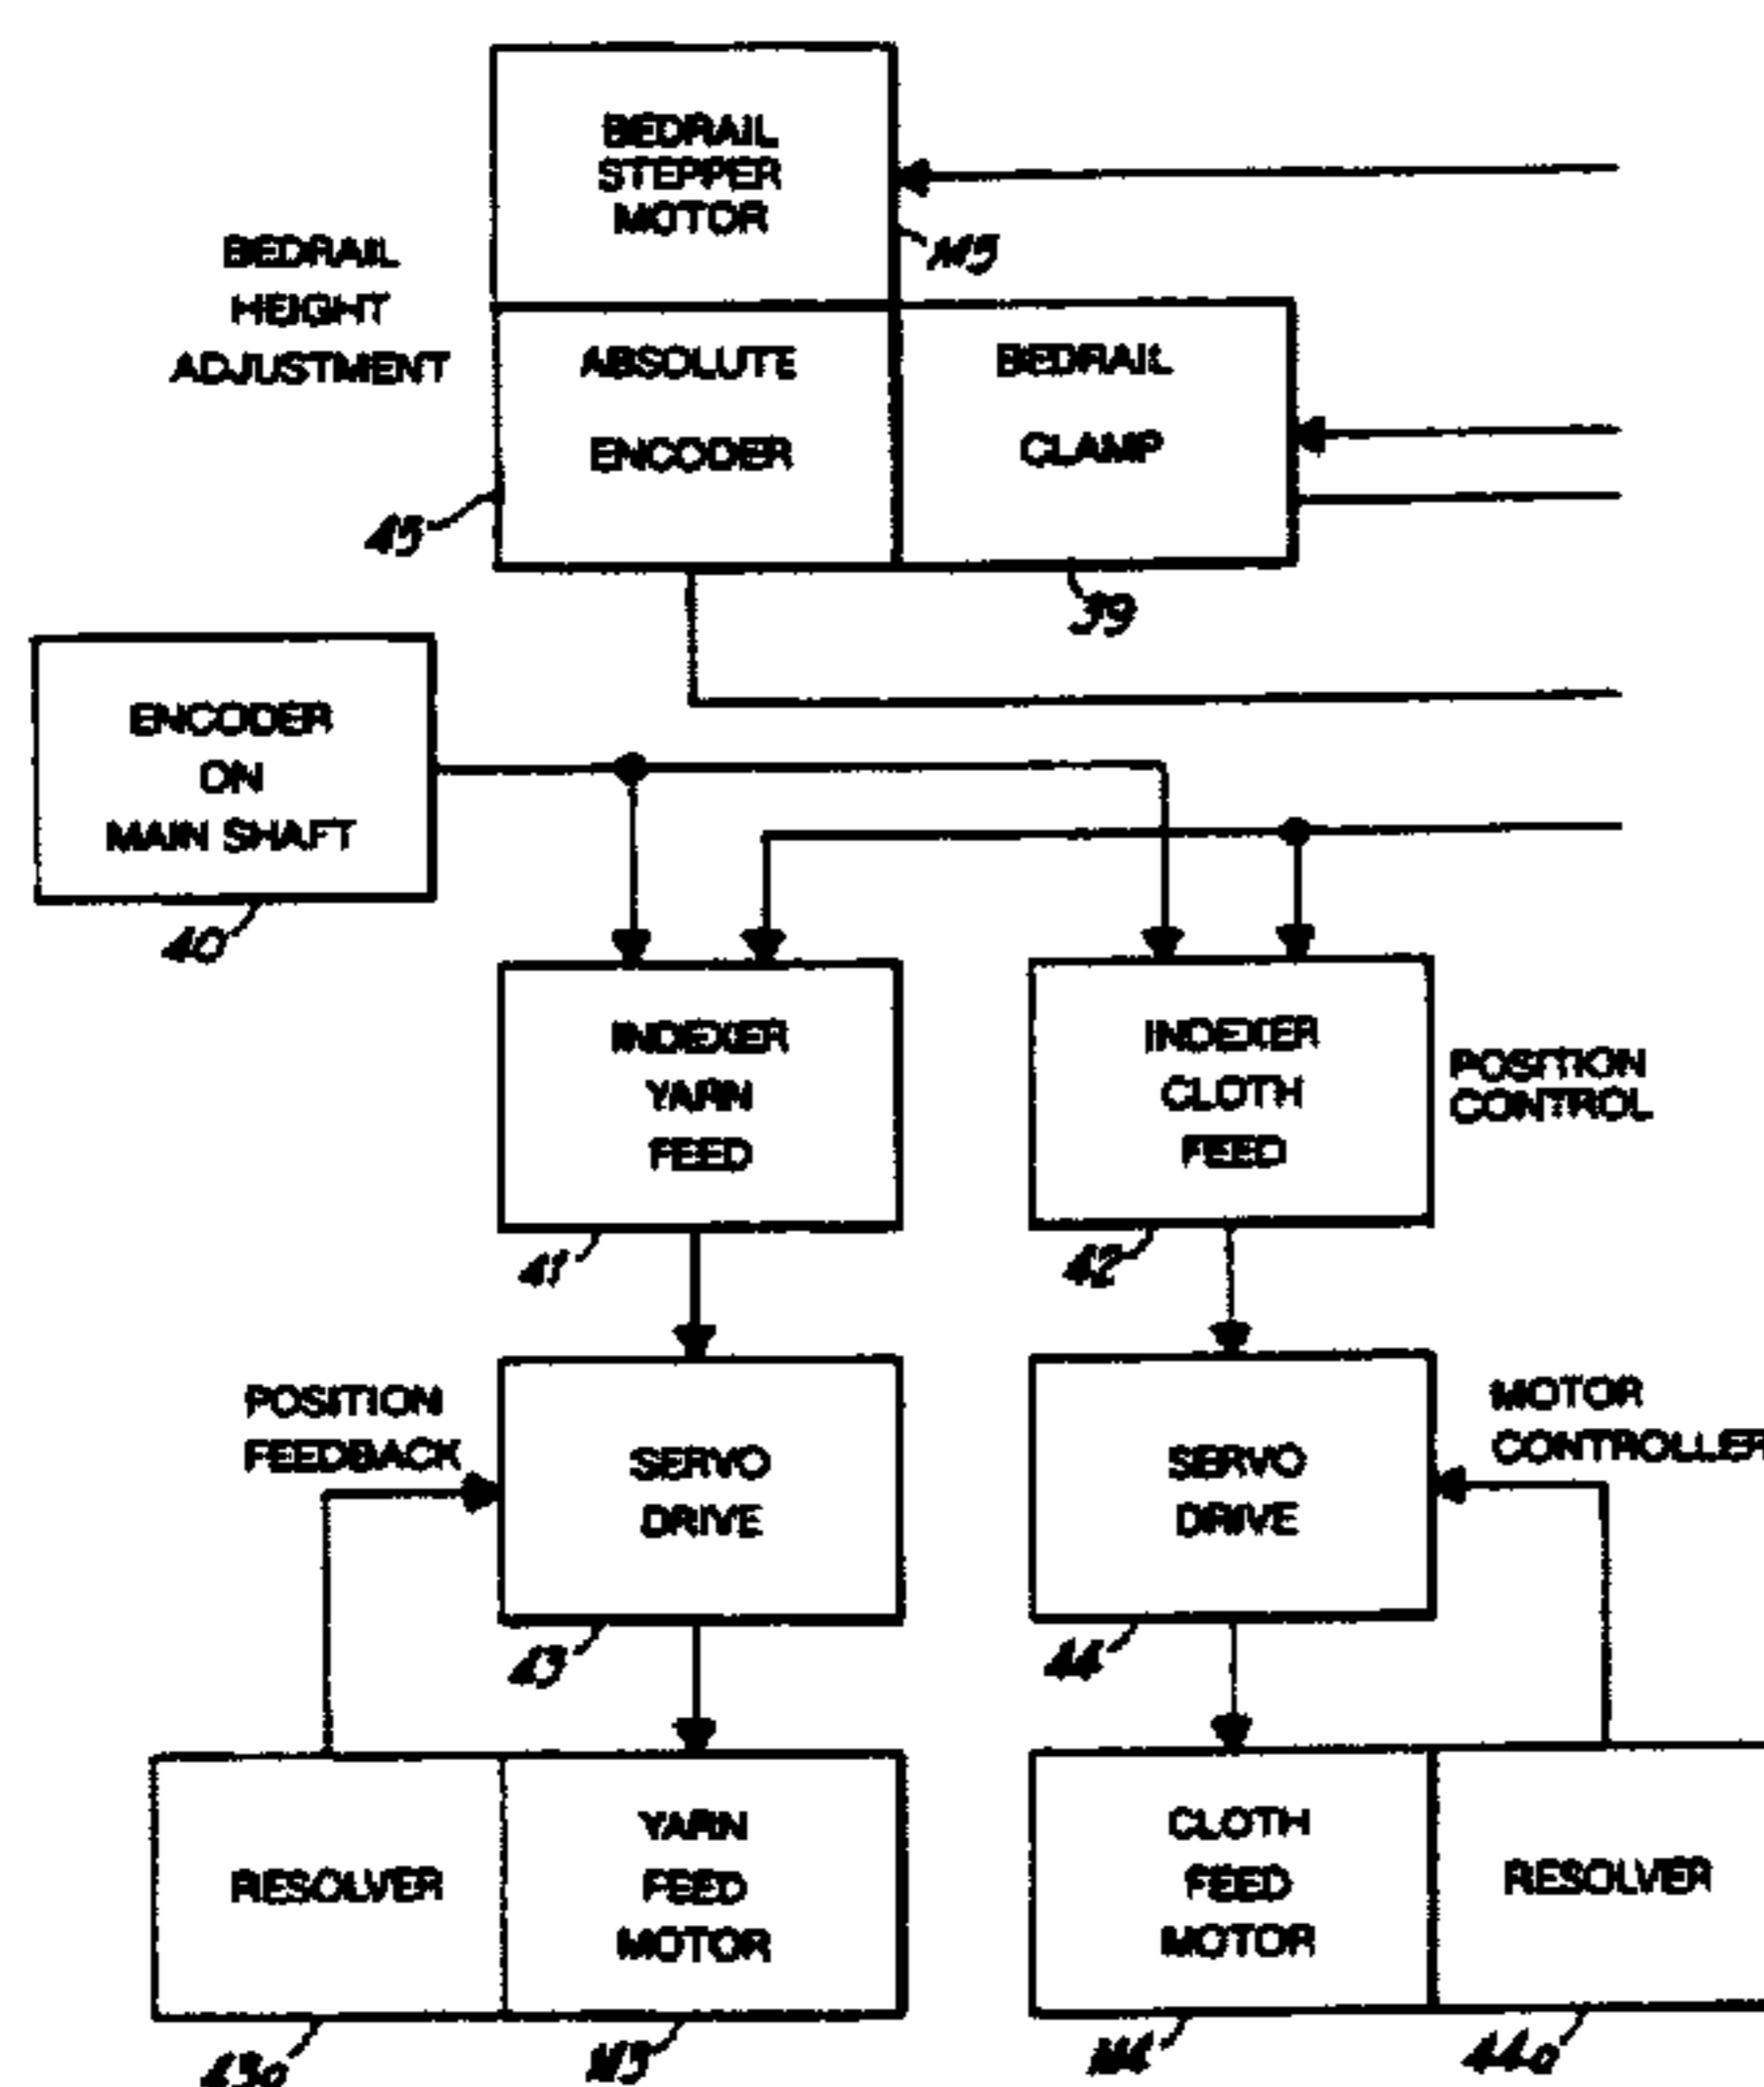 BEDRAIL
STEPPER
MOTOR
M5
BEDRAIL
HEIGHT
ADJUSTMENT
ABSOLUTE
ENCODER
BEDRAIL
CLAMP
45
39
ENCODER
ON
MAIN SHAFT
40
INDEXER
YARN
FEED
INDEXER
CLOTH
FEED
POSITION
CONTROL
41
42
POSITION
FEEDBACK
SERVO
DRIVE
SERVO
DRIVE
MOTOR
CONTROLLER
43
44
RESOLVER
YARN
FEED
MOTOR
CLOTH
FEED
MOTOR
RESOLVER
43a
M3
M4
44a